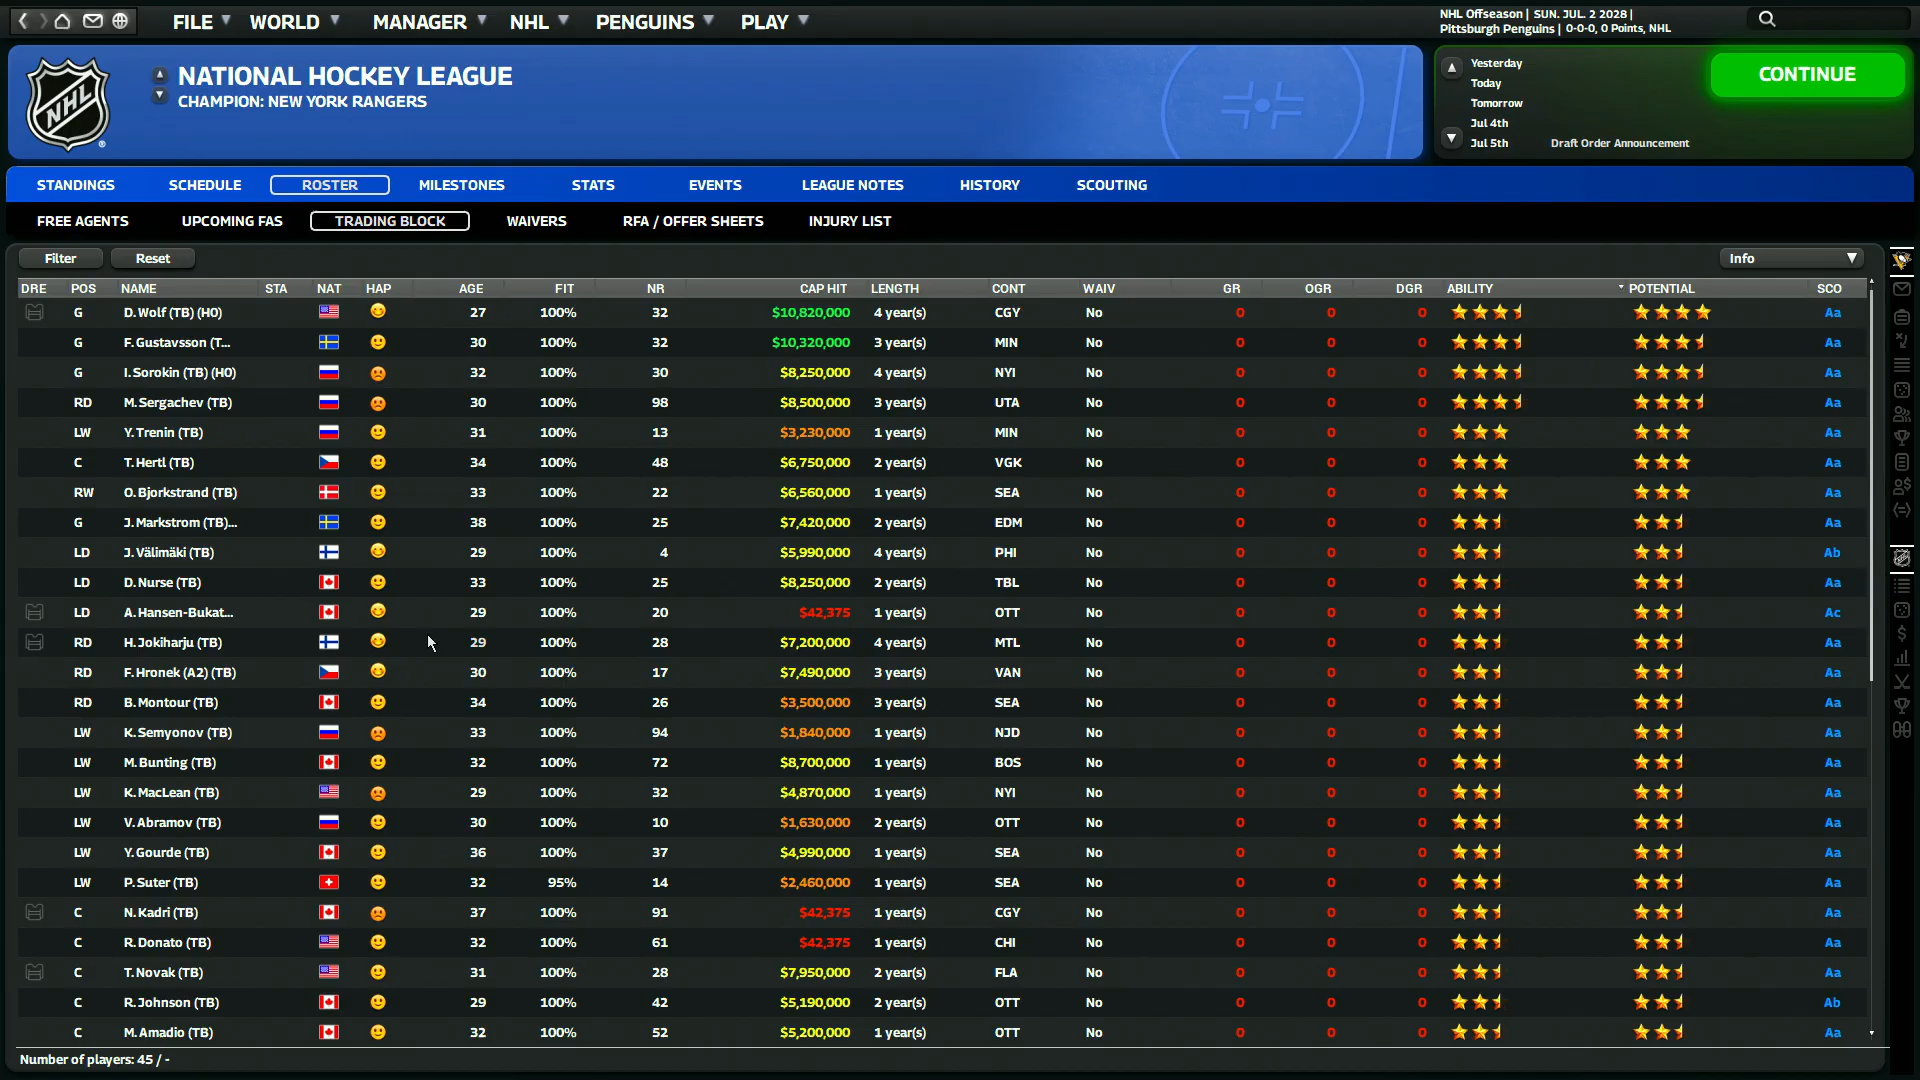 FILE WORLD MANAGER NHL PENGUINS PLAY
NHL Offseason | SUN. JUL. 2 2028 |
Pittsburgh Penguins | 0-0-0, 0 Points, NHL
NHL
NATIONAL HOCKEY LEAGUE
CHAMPION: NEW YORK RANGERS
Yesterday
Today
Tomorrow
Jul 4th
Jul 5th Draft Order Announcement
CONTINUE
STANDINGS SCHEDULE ROSTER MILESTONES STATS EVENTS LEAGUE NOTES HISTORY SCOUTING
FREE AGENTS UPCOMING FAS TRADING BLOCK WAIVERS RFA / OFFER SHEETS INJURY LIST
Filter Reset Info
DRE POS NAME STA NAT HAP AGE FIT NR CAP HIT LENGTH CONT WAIV GR OGR DGR ABILITY POTENTIAL SCO
G D. Wolf (TB) (H0) 27 100% 32 $10,820,000 4 year(s) CGY No 0 0 0 Aa
G F. Gustavsson (T... 30 100% 32 $10,320,000 3 year(s) MIN No 0 0 0 Aa
G I. Sorokin (TB) (H0) 32 100% 30 $8,250,000 4 year(s) NYI No 0 0 0 Aa
RD M. Sergachev (TB) 30 100% 98 $8,500,000 3 year(s) UTA No 0 0 0 Aa
LW Y. Trenin (TB) 31 100% 13 $3,230,000 1 year(s) MIN No 0 0 0 Aa
C T. Hertl (TB) 34 100% 48 $6,750,000 2 year(s) VGK No 0 0 0 Aa
RW O. Bjorkstrand (TB) 33 100% 22 $6,560,000 1 year(s) SEA No 0 0 0 Aa
G J. Markstrom (TB)... 38 100% 25 $7,420,000 2 year(s) EDM No 0 0 0 Aa
LD J. Välimäki (TB) 29 100% 4 $5,990,000 4 year(s) PHI No 0 0 0 Ab
LD D. Nurse (TB) 33 100% 25 $8,250,000 2 year(s) TBL No 0 0 0 Aa
LD A. Hansen-Bukat... 29 100% 20 $42,375 1 year(s) OTT No 0 0 0 Ac
RD H. Jokiharju (TB) 29 100% 28 $7,200,000 4 year(s) MTL No 0 0 0 Aa
RD F. Hronek (A2) (TB) 30 100% 17 $7,490,000 3 year(s) VAN No 0 0 0 Aa
RD B. Montour (TB) 34 100% 26 $3,500,000 3 year(s) SEA No 0 0 0 Aa
LW K. Semyonov (TB) 33 100% 94 $1,840,000 1 year(s) NJD No 0 0 0 Aa
LW M. Bunting (TB) 32 100% 72 $8,700,000 1 year(s) BOS No 0 0 0 Aa
LW K. MacLean (TB) 29 100% 32 $4,870,000 1 year(s) NYI No 0 0 0 Aa
LW V. Abramov (TB) 30 100% 10 $1,630,000 2 year(s) OTT No 0 0 0 Aa
LW Y. Gourde (TB) 36 100% 37 $4,990,000 1 year(s) SEA No 0 0 0 Aa
LW P. Suter (TB) 32 95% 14 $2,460,000 1 year(s) SEA No 0 0 0 Aa
C N. Kadri (TB) 37 100% 91 $42,375 1 year(s) CGY No 0 0 0 Aa
C R. Donato (TB) 32 100% 61 $42,375 1 year(s) CHI No 0 0 0 Aa
C T. Novak (TB) 31 100% 28 $7,950,000 2 year(s) FLA No 0 0 0 Aa
C R. Johnson (TB) 29 100% 42 $5,190,000 2 year(s) OTT No 0 0 0 Ab
C M. Amadio (TB) 32 100% 52 $5,200,000 1 year(s) OTT No 0 0 0 Aa
Number of players: 45 / -